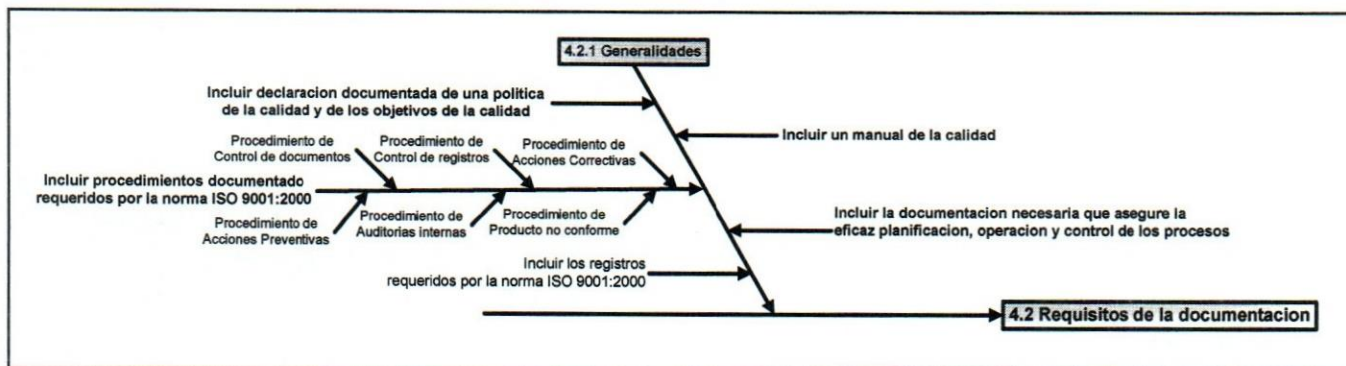 4.2.1 Generalidades
Incluir declaracion documentada de una politica
de la calidad y de los objetivos de la calidad
Incluir un manual de la calidad
Procedimiento de
Control de documentos
Procedimiento de
Control de registros
Procedimiento de
Acciones Correctivas
Incluir procedimientos documentado
requeridos por la norma ISO 9001:2000
Procedimiento de
Acciones Preventivas
Procedimiento de
Auditorias internas
Procedimiento de
Producto no conforme
Incluir la documentacion necesaria que asegure la
eficaz planificacion, operacion y control de los procesos
Incluir los registros
requeridos por la norma ISO 9001:2000
4.2 Requisitos de la documentacion